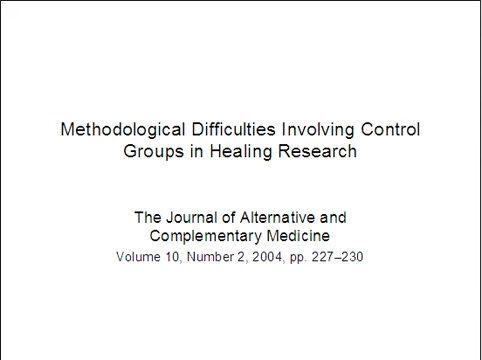 Methodological Difficulties Involving Control
Groups in Healing Research
The Journal of Alternative and
Complementary Medicine
Volume 10, Number 2, 2004, pp. 227–230